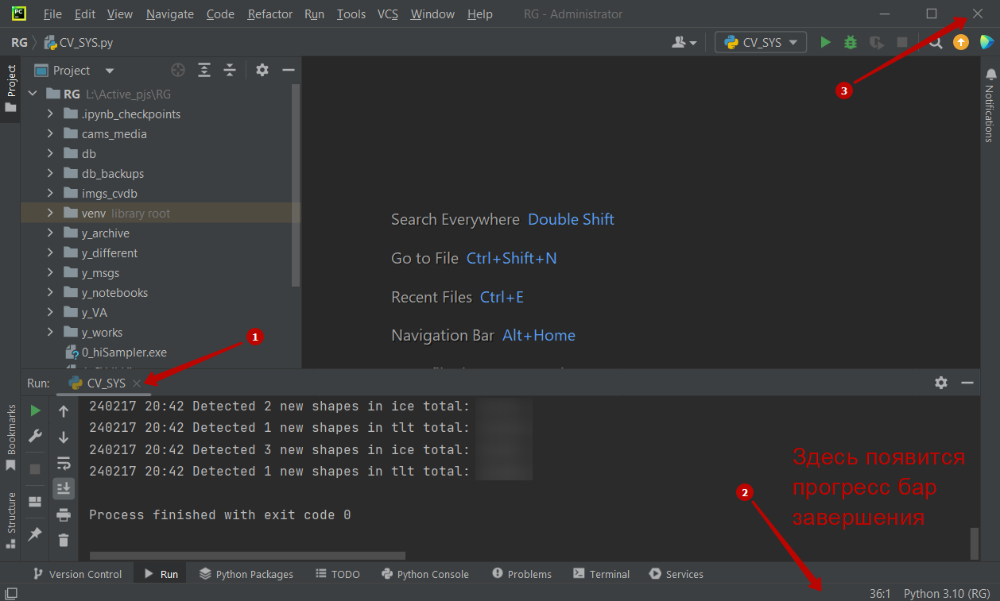 PC
File Edit View Navigate Code Refactor Run Tools VCS Window Help RG - Administrator
RG CV_SYS.py
CV_SYS
3
Project
Project
Notifications
RG L:\Active_pjs\RG
.ipynb_checkpoints
cams_media
db
db_backups
imgs_cvdb
venv library root
y_archive
y_different
y_msgs
y_notebooks
y_VA
y_works
0_hiSampler.exe
Search Everywhere Double Shift
Go to File Ctrl+Shift+N
Recent Files Ctrl+E
Navigation Bar Alt+Home
1
Run: CV_SYS
240217 20:42 Detected 2 new shapes in ice total:
240217 20:42 Detected 1 new shapes in tlt total:
240217 20:42 Detected 3 new shapes in ice total:
240217 20:42 Detected 1 new shapes in tlt total:
Process finished with exit code 0
Bookmarks
Structure
Здесь появится
прогресс бар
завершения
2
Version Control Run Python Packages TODO Python Console Problems Terminal Services
36:1 Python 3.10 (RG)